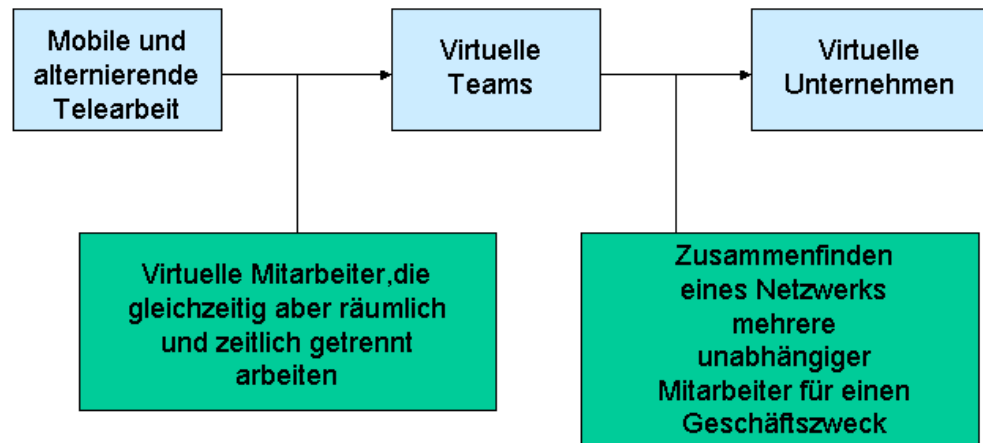 Mobile und
alternierende
Telearbeit
Virtuelle
Teams
Virtuelle
Unternehmen
Virtuelle Mitarbeiter,die
gleichzeitig aber räumlich
und zeitlich getrennt
arbeiten
Zusammenfinden
eines Netzwerks
mehrere
unabhängiger
Mitarbeiter für einen
Geschäftszweck